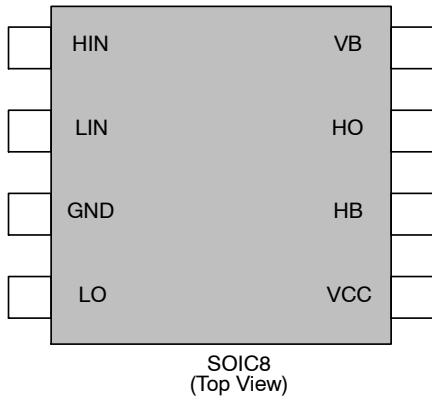 HIN VB
LIN HO
GND HB
LO VCC
SOIC8
(Top View)